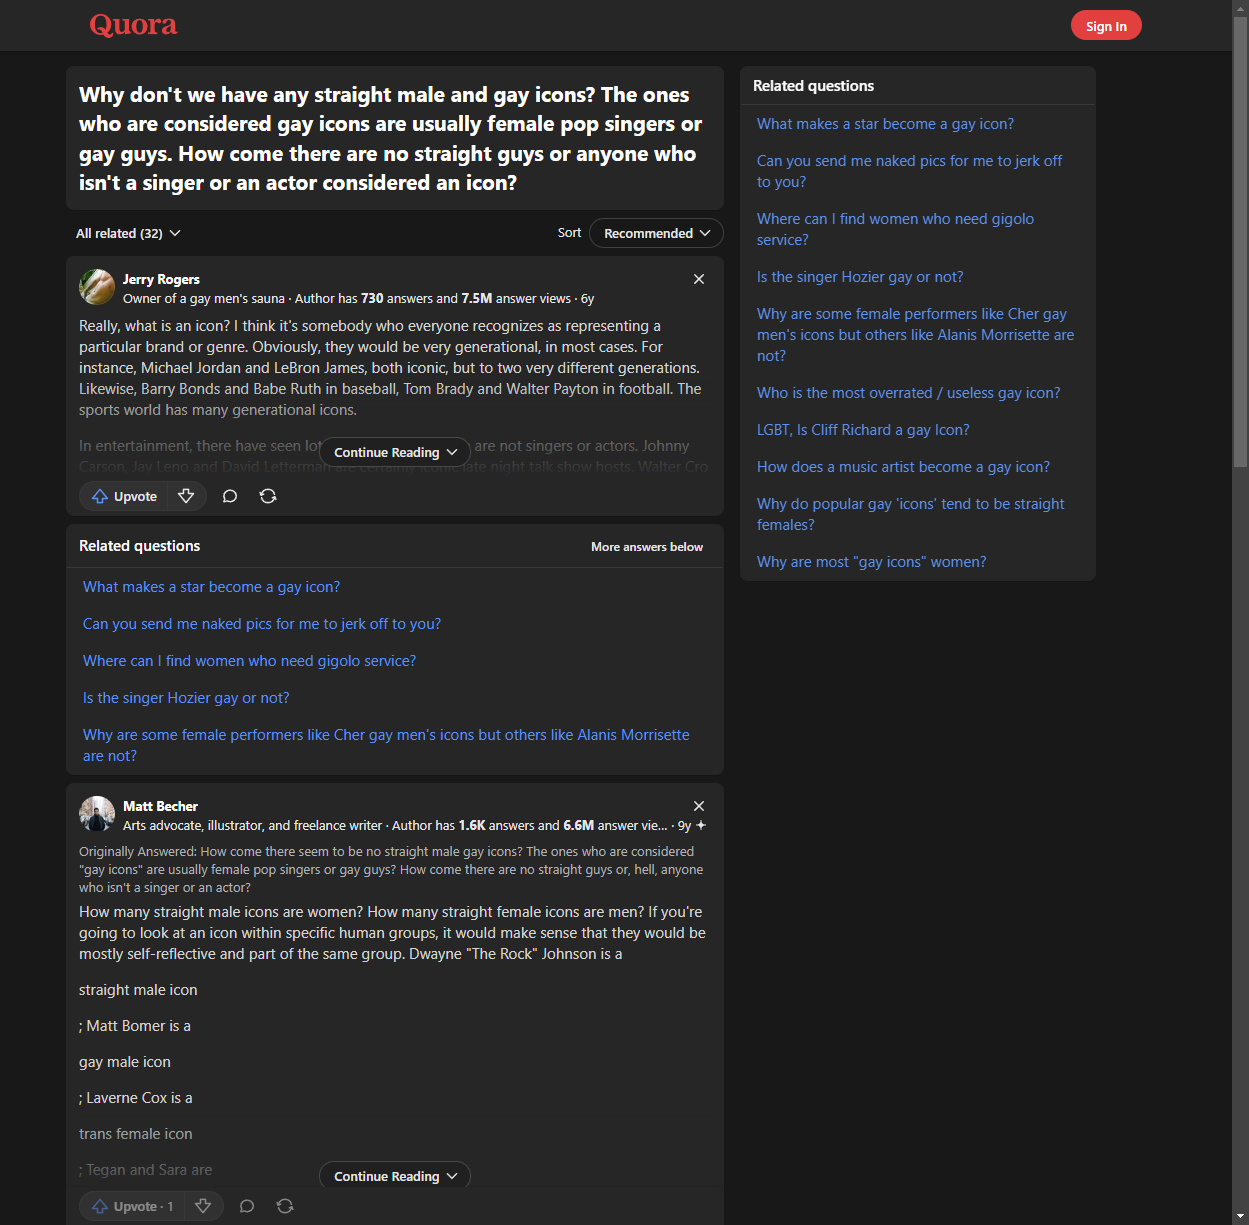 Quora
Sign In
Why don't we have any straight male and gay icons? The ones
who are considered gay icons are usually female pop singers or
gay guys. How come there are no straight guys or anyone who
isn't a singer or an actor considered an icon?
All related (32)
Sort
Recommended
Jerry Rogers
Owner of a gay men's sauna · Author has 730 answers and 7.5M answer views · 6y
Really, what is an icon? I think it's somebody who everyone recognizes as representing a
particular brand or genre. Obviously, they would be very generational, in most cases. For
instance, Michael Jordan and LeBron James, both iconic, but to two very different generations.
Likewise, Barry Bonds and Babe Ruth in baseball, Tom Brady and Walter Payton in football. The
sports world has many generational icons.
In entertainment, there have seen lot
are not singers or actors. Johnny
Carson, Jay Leno and David Letterman are certainly iconic late night talk show hosts. Walter Cro
Continue Reading
Upvote
Related questions
More answers below
What makes a star become a gay icon?
Can you send me naked pics for me to jerk off to you?
Where can I find women who need gigolo service?
Is the singer Hozier gay or not?
Why are some female performers like Cher gay men's icons but others like Alanis Morrisette
are not?
Matt Becher
Arts advocate, illustrator, and freelance writer · Author has 1.6K answers and 6.6M answer vie... · 9y
Originally Answered: How come there seem to be no straight male gay icons? The ones who are considered
"gay icons" are usually female pop singers or gay guys? How come there are no straight guys or, hell, anyone
who isn't a singer or an actor?
How many straight male icons are women? How many straight female icons are men? If you're
going to look at an icon within specific human groups, it would make sense that they would be
mostly self-reflective and part of the same group. Dwayne "The Rock" Johnson is a
straight male icon
; Matt Bomer is a
gay male icon
; Laverne Cox is a
trans female icon
; Tegan and Sara are
Continue Reading
Upvote · 1
Related questions
What makes a star become a gay icon?
Can you send me naked pics for me to jerk off
to you?
Where can I find women who need gigolo
service?
Is the singer Hozier gay or not?
Why are some female performers like Cher gay
men's icons but others like Alanis Morrisette are
not?
Who is the most overrated / useless gay icon?
LGBT, Is Cliff Richard a gay Icon?
How does a music artist become a gay icon?
Why do popular gay 'icons' tend to be straight
females?
Why are most "gay icons" women?